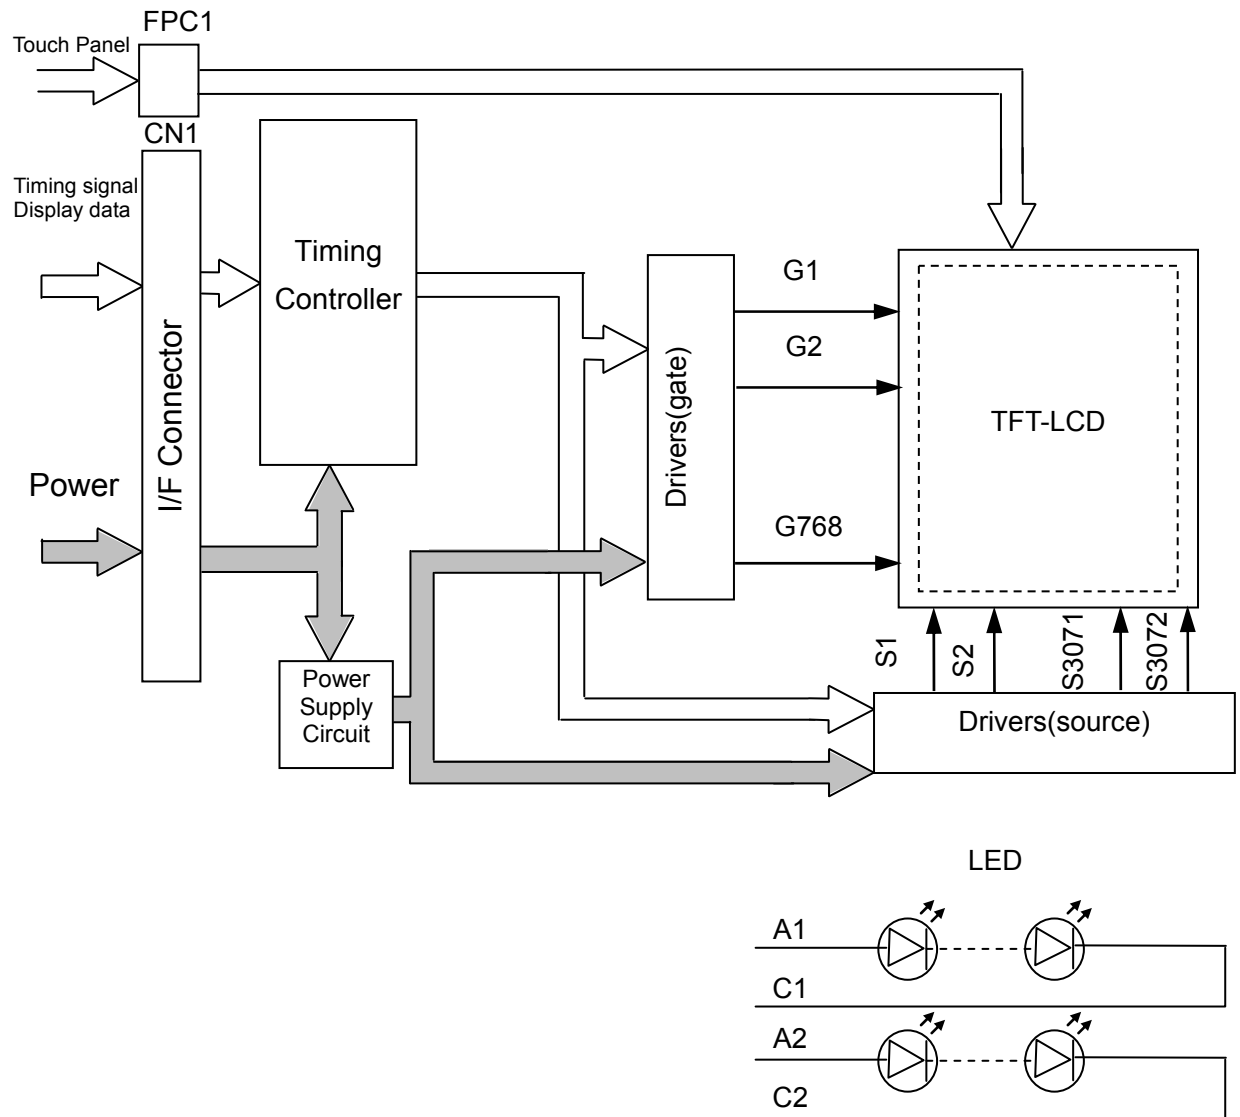 FPC1
Touch Panel
CN1
Timing signal
Display data
Timing
Controller
I/F Connector
Power
Power
Supply
Circuit
Drivers(gate)
G1
G2
G768
TFT-LCD
S1
S2
S3071
S3072
Drivers(source)
LED
A1
C1
A2
C2